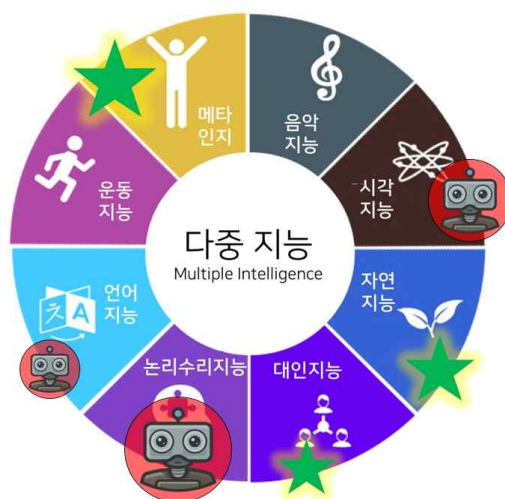 메타
인지
음악
지능
시각
지능
자연
지능
대인지능
논리수리지능
언어
지능
운동
지능
다중 지능
Multiple Intelligence
A